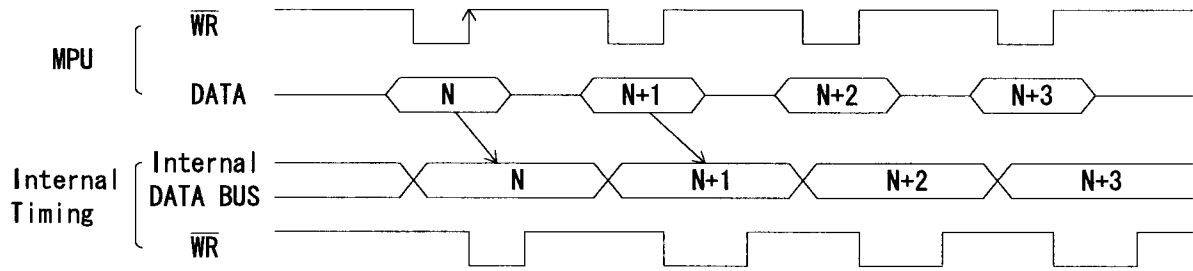 WR
MPU
DATA
N
N+1
N+2
N+3
Internal
Timing
Internal
DATA BUS
N
N+1
N+2
N+3
WR